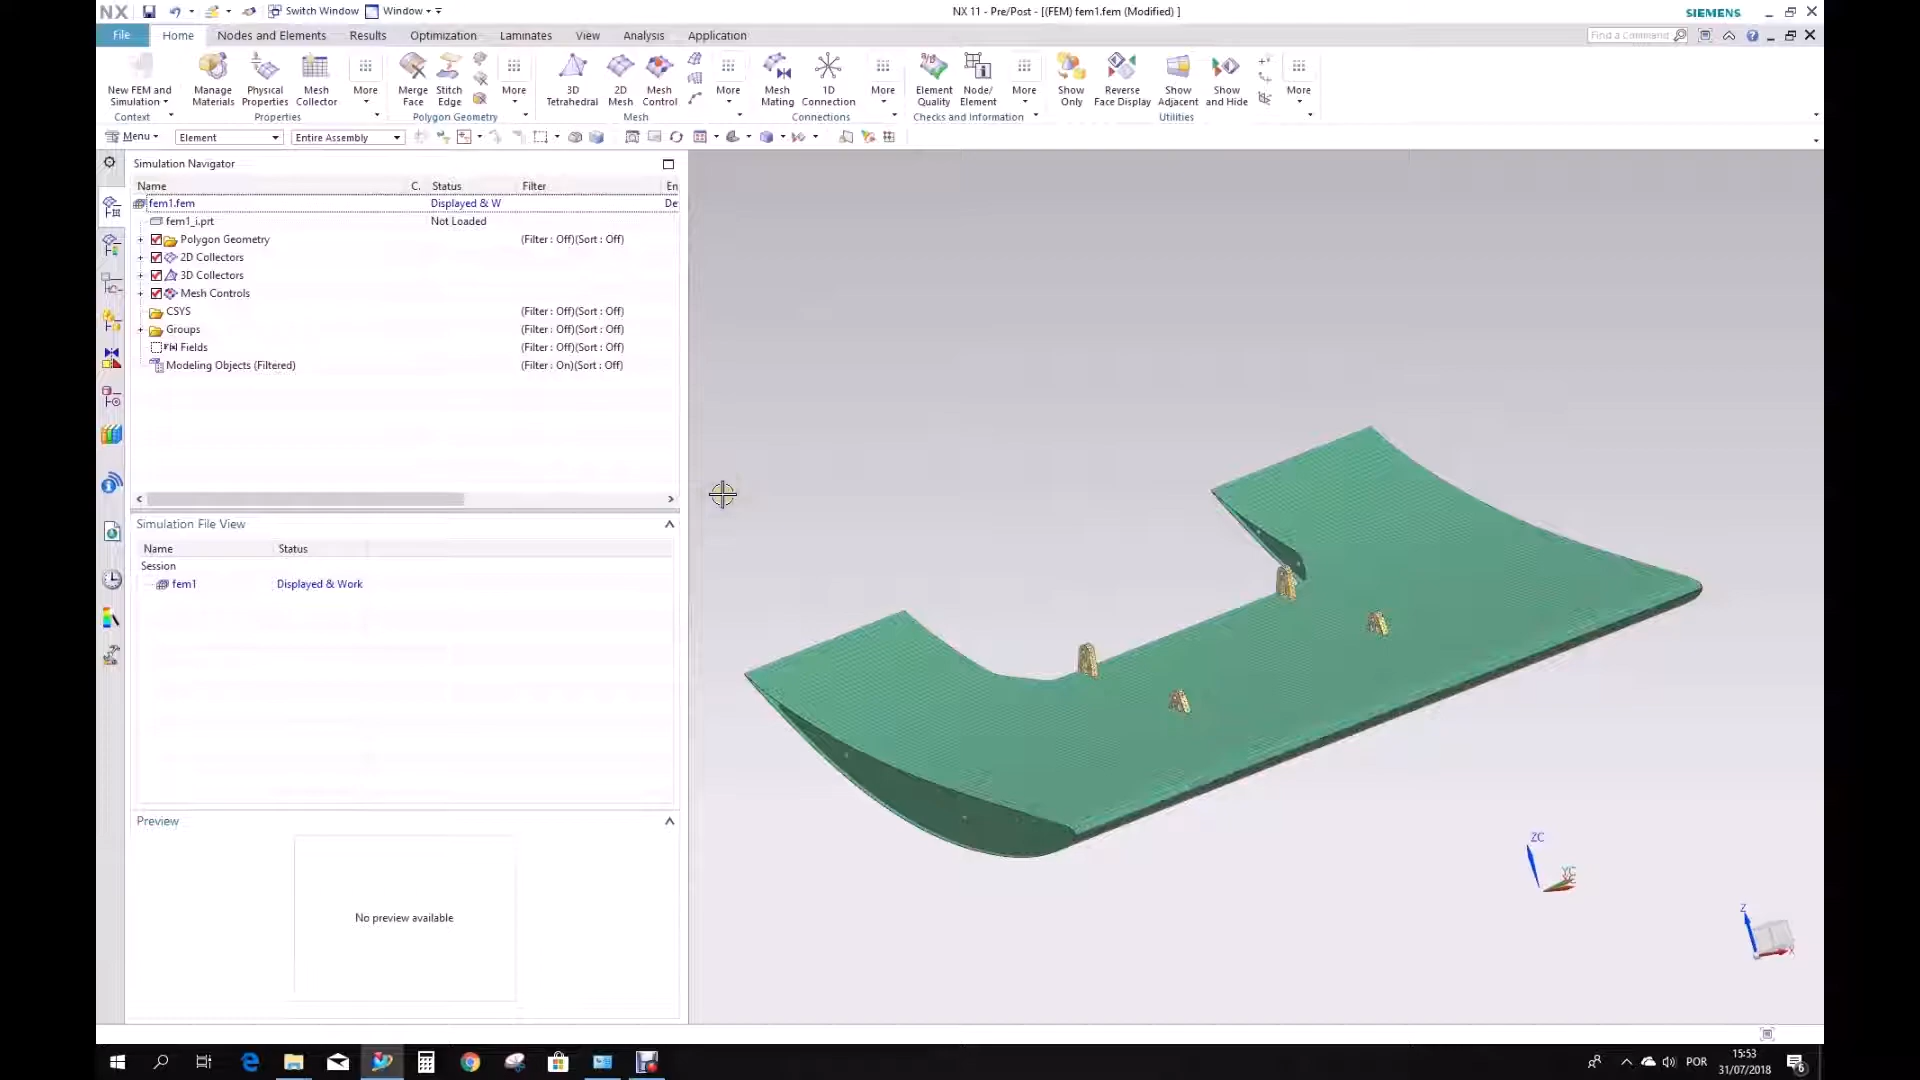 NX Switch Window Window NX 11 - Pre/Post - [(FEM) fem1.fem (Modified) ] SIEMENS
File Home Nodes and Elements Results Optimization Laminates View Analysis Application Find a Command
New FEM and Simulation Manage Materials Physical Properties Mesh Collector More Merge Face Stitch Edge More 3D Tetrahedral 2D Mesh Mesh Control More Mesh Mating 1D Connection More Element Quality Node/ Element More Show Only Reverse Face Display Show Adjacent Show and Hide More
Context Properties Polygon Geometry Mesh Connections Checks and Information Utilities
Menu Element Entire Assembly
Simulation Navigator
Name C. Status Filter En
fem1.fem Displayed & W De
fem1_i.prt Not Loaded
Polygon Geometry (Filter : Off)(Sort : Off)
2D Collectors
3D Collectors
Mesh Controls
CSYS (Filter : Off)(Sort : Off)
Groups (Filter : Off)(Sort : Off)
Fields (Filter : Off)(Sort : Off)
Modeling Objects (Filtered) (Filter : On)(Sort : Off)
Simulation File View
Name Status
Session
fem1 Displayed & Work
Preview
No preview available
ZC
YC
Z
X
POR
15:53
31/07/2018
6